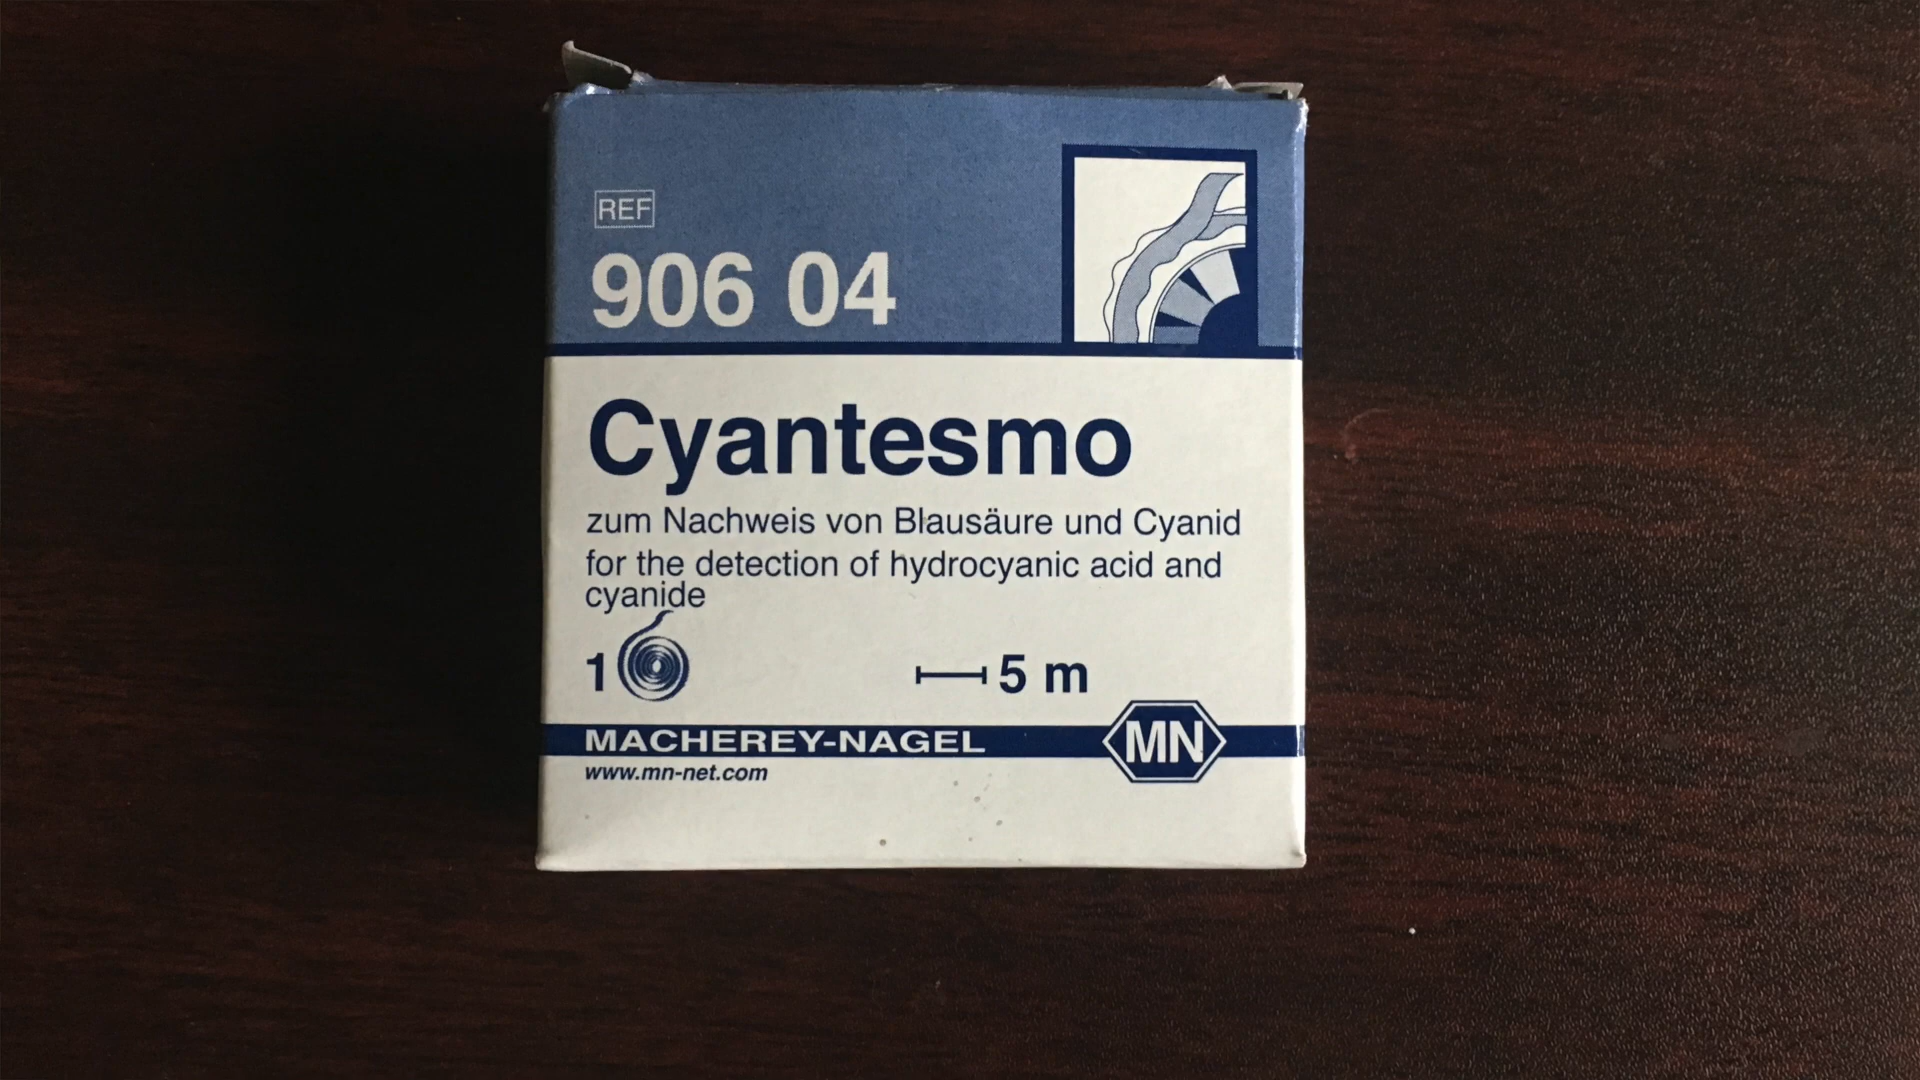 REF
906 04
Cyantesmo
zum Nachweis von Blausäure und Cyanid
for the detection of hydrocyanic acid and
cyanide
1
5 m
MACHEREY-NAGEL
MN
www.mn-net.com